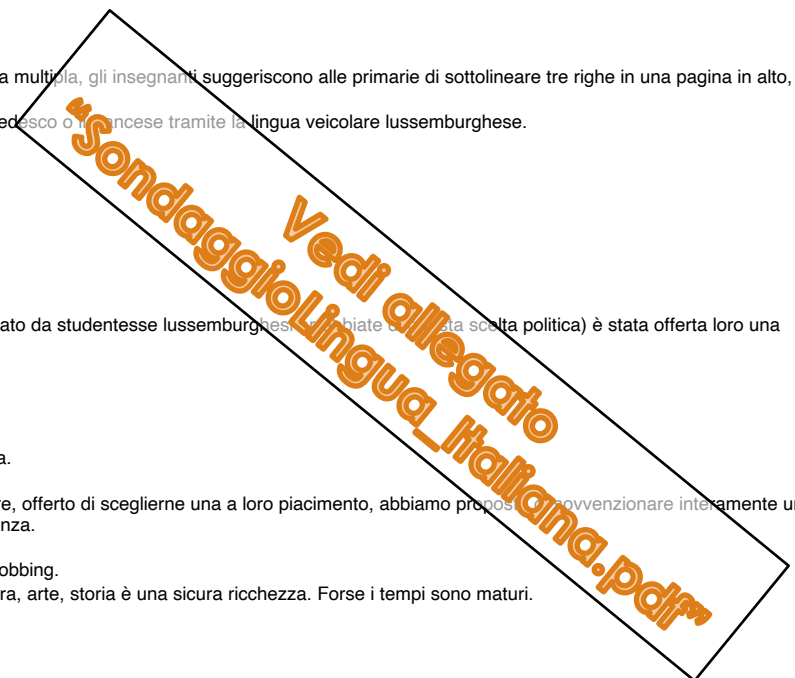 a multipla, gli insegnanti suggeriscono alle primarie di sottolineare tre righe in una pagina in alto,
edesco o il francese tramite la lingua veicolare lussemburghese.
ato da studentesse lussemburghesi sta scelta politica) è stata offerta loro una
a.
re, offerto di sceglierne una a loro piacimento, abbiamo proposto di sovvenzionare interamente u
enza.
obbing.
ra, arte, storia è una sicura ricchezza. Forse i tempi sono maturi.
Vedi allegato
“SondaggioLingua_Italiana.pdf”